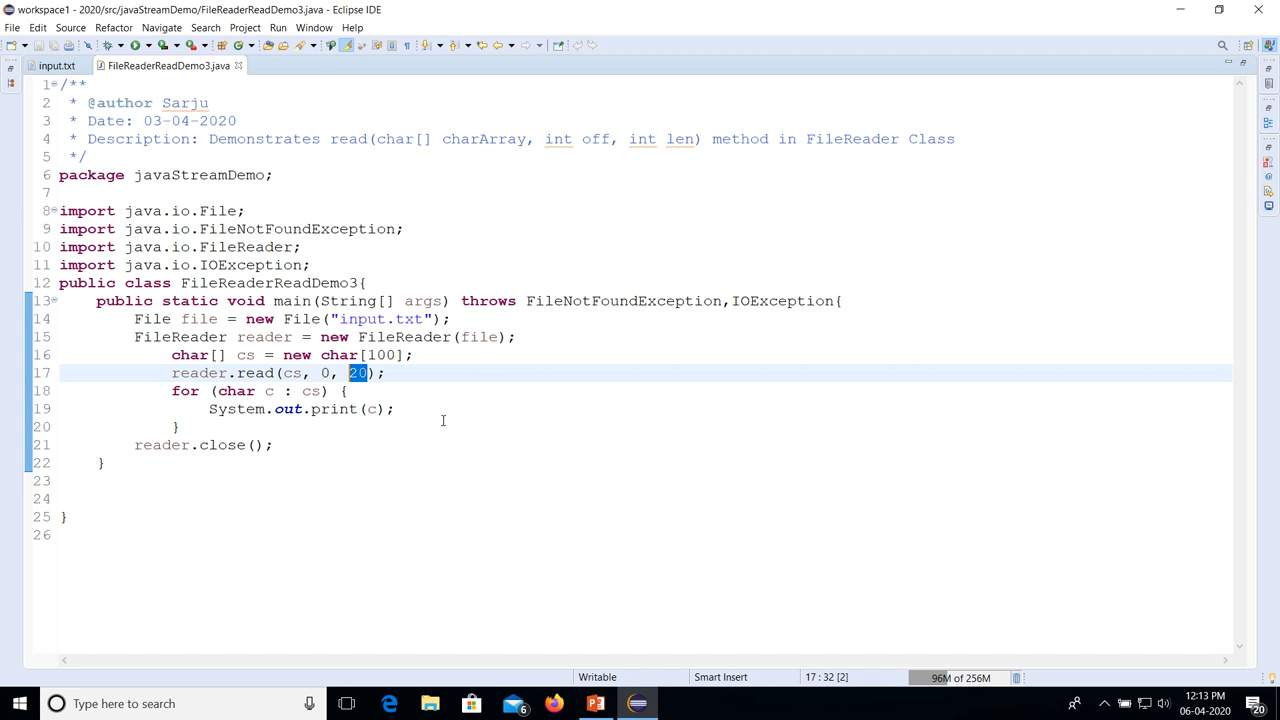 workspace1 - 2020/src/javaStreamDemo/FileReaderReadDemo3.java - Eclipse IDE
File Edit Source Refactor Navigate Search Project Run Window Help
input.txt FileReaderReadDemo3.java
1 /**
2 * @author Sarju
3 * Date: 03-04-2020
4 * Description: Demonstrates read(char[] charArray, int off, int len) method in FileReader Class
5 */
6 package javaStreamDemo;
7
8 import java.io.File;
9 import java.io.FileNotFoundException;
10 import java.io.FileReader;
11 import java.io.IOException;
12 public class FileReaderReadDemo3{
13 public static void main(String[] args) throws FileNotFoundException,IOException{
14 File file = new File("input.txt");
15 FileReader reader = new FileReader(file);
16 char[] cs = new char[100];
17 reader.read(cs, 0, 20);
18 for (char c : cs) {
19 System.out.print(c);
20 }
21 reader.close();
22 }
23
24
25 }
26
Writable Smart Insert 17 : 32 [2] 96M of 256M
Type here to search
6
12:13 PM
06-04-2020
20